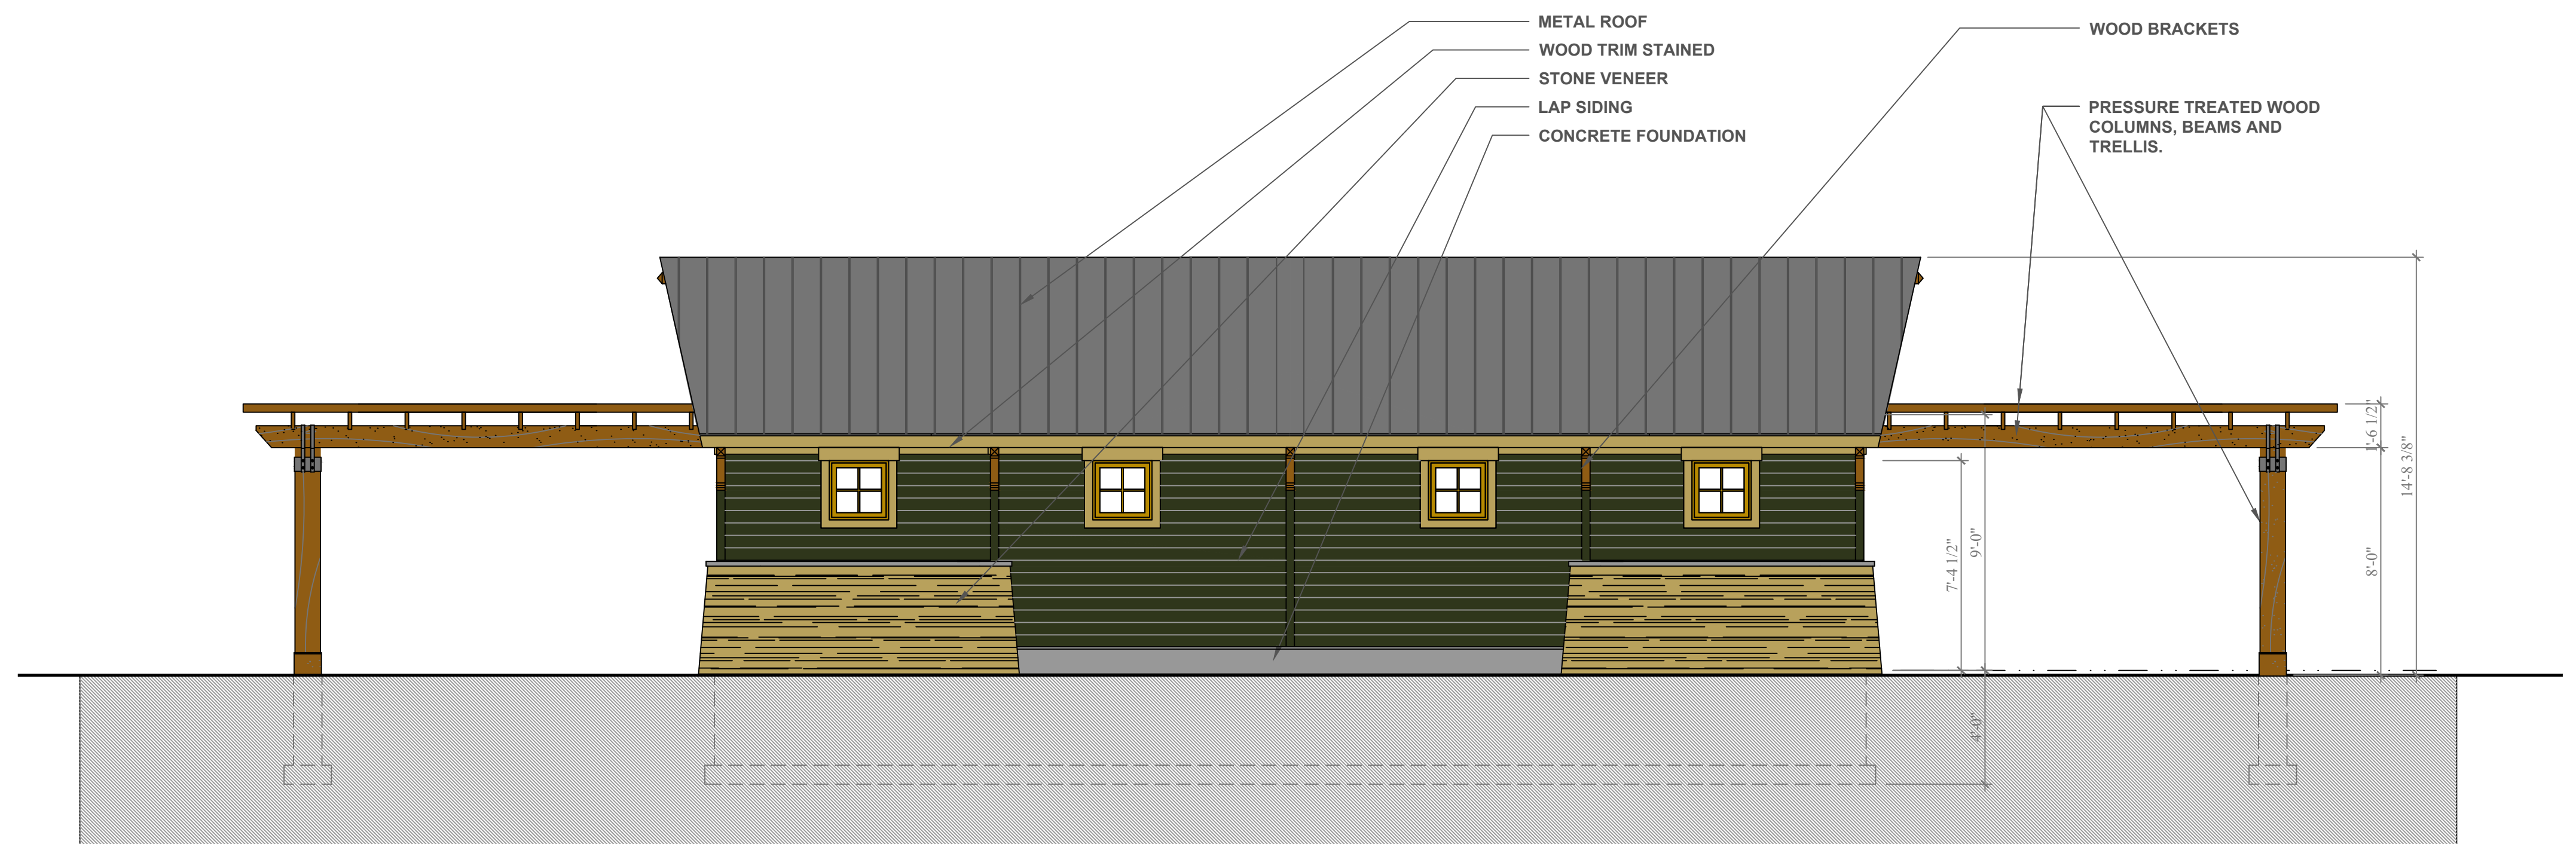 METAL ROOF
WOOD TRIM STAINED
STONE VENEER
LAP SIDING
CONCRETE FOUNDATION
WOOD BRACKETS
PRESSURE TREATED WOOD
COLUMNS, BEAMS AND
TRELLIS.
7'-4 1/2"
9'-0"
4'-0"
1'-6 1/2"
8'-0"
14'-8 3/8"